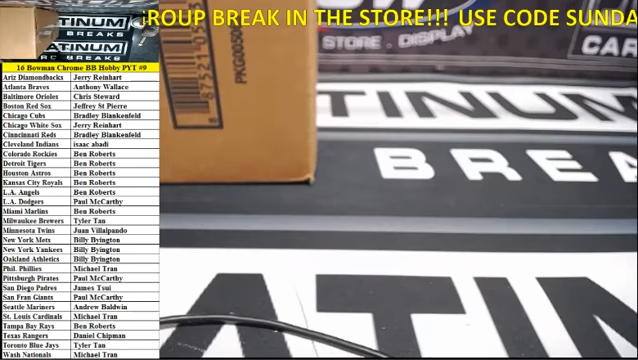 ROUP BREAK IN THE STORE!!! USE CODE SUNDA
TINUM
BREAKS
16 Bowman Chrome BB Hobby PYT #9
Ariz Diamondbacks Jerry Reinhart
Atlanta Braves Anthony Wallace
Baltimore Orioles Chris Steward
Boston Red Sox Jeffrey St Pierre
Chicago Cubs Bradley Blankenfeld
Chicago White Sox Jerry Reinhart
Cinncinnati Reds Bradley Blankenfeld
Cleveland Indians isaac abadi
Colorado Rockies Ben Roberts
Detroit Tigers Ben Roberts
Houston Astros Ben Roberts
Kansas City Royals Ben Roberts
L.A. Angels Ben Roberts
L.A. Dodgers Paul McCarthy
Miami Marlins Ben Roberts
Milwaukee Brewers Tyler Tan
Minnesota Twins Juan Villalpando
New York Mets Billy Byington
New York Yankees Billy Byington
Oakland Athletics Billy Byington
Phil. Phillies Michael Tran
Pittsburgh Pirates Paul McCarthy
San Diego Padres James Tsui
San Fran Giants Paul McCarthy
Seattle Mariners Andrew Baldwin
St. Louis Cardinals Michael Tran
Tampa Bay Rays Ben Roberts
Texas Rangers Daniel Chipman
Toronto Blue Jays Tyler Tan
Wash Nationals Michael Tran
STORE . DISPLAY
CAR
TINUM
BREA
ATIN